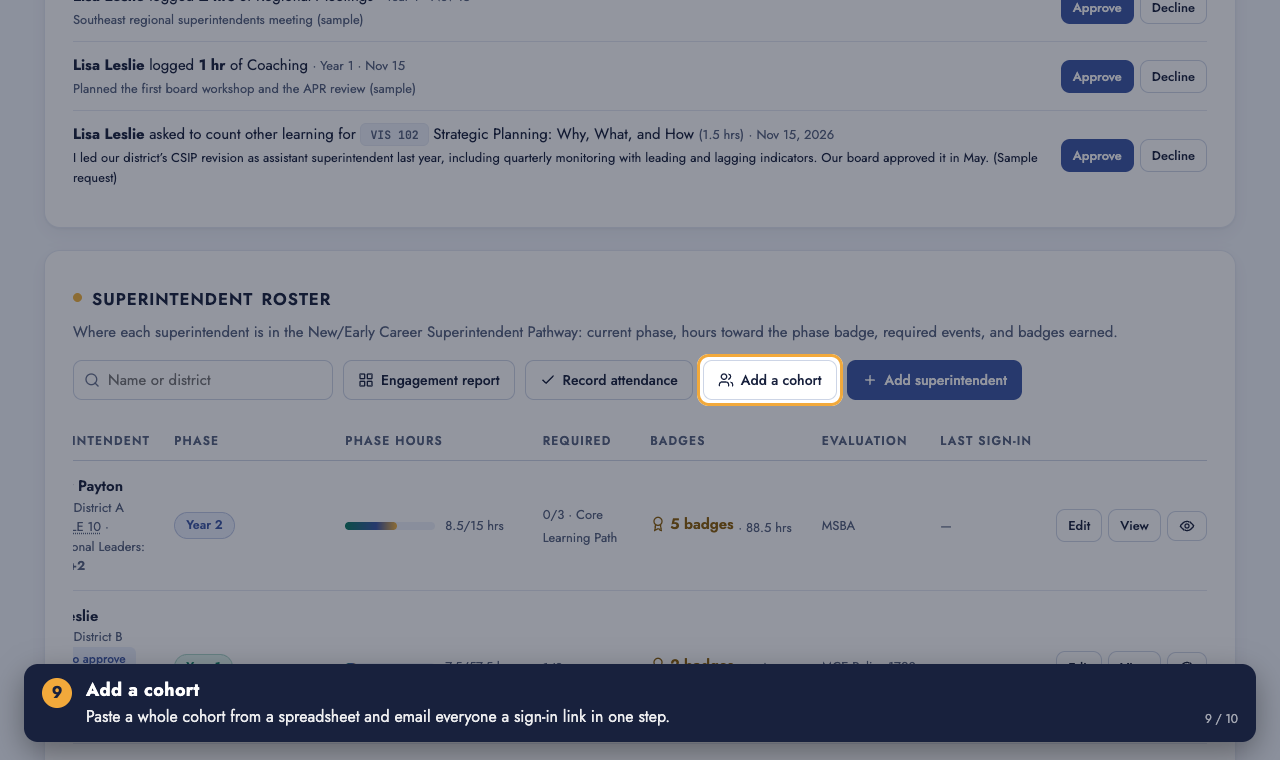 Southeast regional superintendents meeting (sample)
Approve
Decline
Lisa Leslie logged 1 hr of Coaching · Year 1 · Nov 15
Planned the first board workshop and the APR review (sample)
Approve
Decline
Lisa Leslie asked to count other learning for VIS 102 Strategic Planning: Why, What, and How (1.5 hrs) · Nov 15, 2026
I led our district's CSIP revision as assistant superintendent last year, including quarterly monitoring with leading and lagging indicators. Our board approved it in May. (Sample
request)
Approve
Decline
SUPERINTENDENT ROSTER
Where each superintendent is in the New/Early Career Superintendent Pathway: current phase, hours toward the phase badge, required events, and badges earned.
Name or district
Engagement report
Record attendance
Add a cohort
Add superintendent
INTENDENT PHASE PHASE HOURS REQUIRED BADGES EVALUATION LAST SIGN-IN
Payton
District A
LE 10 ·
onal Leaders:
+2
Year 2
8.5/15 hrs
0/3 · Core
Learning Path
5 badges · 88.5 hrs
MSBA
—
Edit
View
eslie
District B
o approve
9
Add a cohort
Paste a whole cohort from a spreadsheet and email everyone a sign-in link in one step.
9 / 10